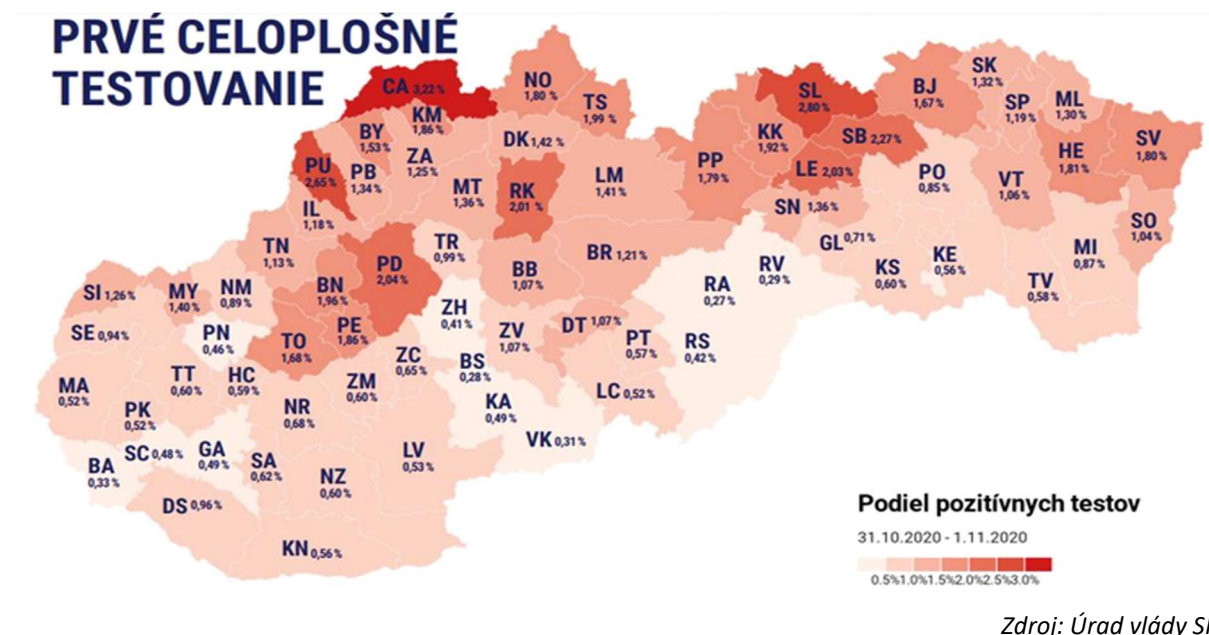 PRVÉ CELOPLOŠNÉ
TESTOVANIE
CA 3,22 %
NO
1,80 %
TS
1,99 %
KM
1,86 %
BY
1,53 %
PU
2,65 %
PB
1,34 %
ZA
1,25 %
DK 1,42 %
MT
1,36 %
RK
2,01 %
LM
1,41 %
IL
1,18 %
SL
2,80 %
BJ
1,67 %
SK
1,32 %
SP
1,19 %
ML
1,30 %
KK
1,92 %
SB 2,27 %
PP
1,79 %
LE 2,03 %
PO
0,85 %
HE
1,81 %
SV
1,80 %
VT
1,06 %
SN 1,36 %
SO
1,04 %
TN
1,13 %
PD
2,04 %
TR
0,99 %
BR 1,21 %
BB
1,07 %
GL 0,71 %
KE
0,56 %
MI
0,87 %
RV
0,29 %
KS
0,60 %
TV
0,58 %
RA
0,27 %
SI 1,26 %
MY
1,40 %
NM
0,89 %
BN
1,96 %
ZH
0,41 %
SE 0,94 %
PN
0,46 %
TO
1,68 %
PE
1,86 %
ZV
1,07 %
DT 1,07 %
PT
0,57 %
RS
0,42 %
ZC
0,65 %
BS
0,28 %
MA
0,52 %
TT
0,60 %
HC
0,59 %
ZM
0,60 %
LC 0,52 %
PK
0,52 %
NR
0,68 %
KA
0,49 %
VK 0,31 %
BA
0,33 %
SC 0,48 %
GA
0,49 %
SA
0,62 %
NZ
0,60 %
LV
0,53 %
DS 0,96 %
KN 0,56 %
Podiel pozitívnych testov
31.10.2020 - 1.11.2020
0.5% 1.0% 1.5% 2.0% 2.5% 3.0%
Zdroj: Úrad vlády